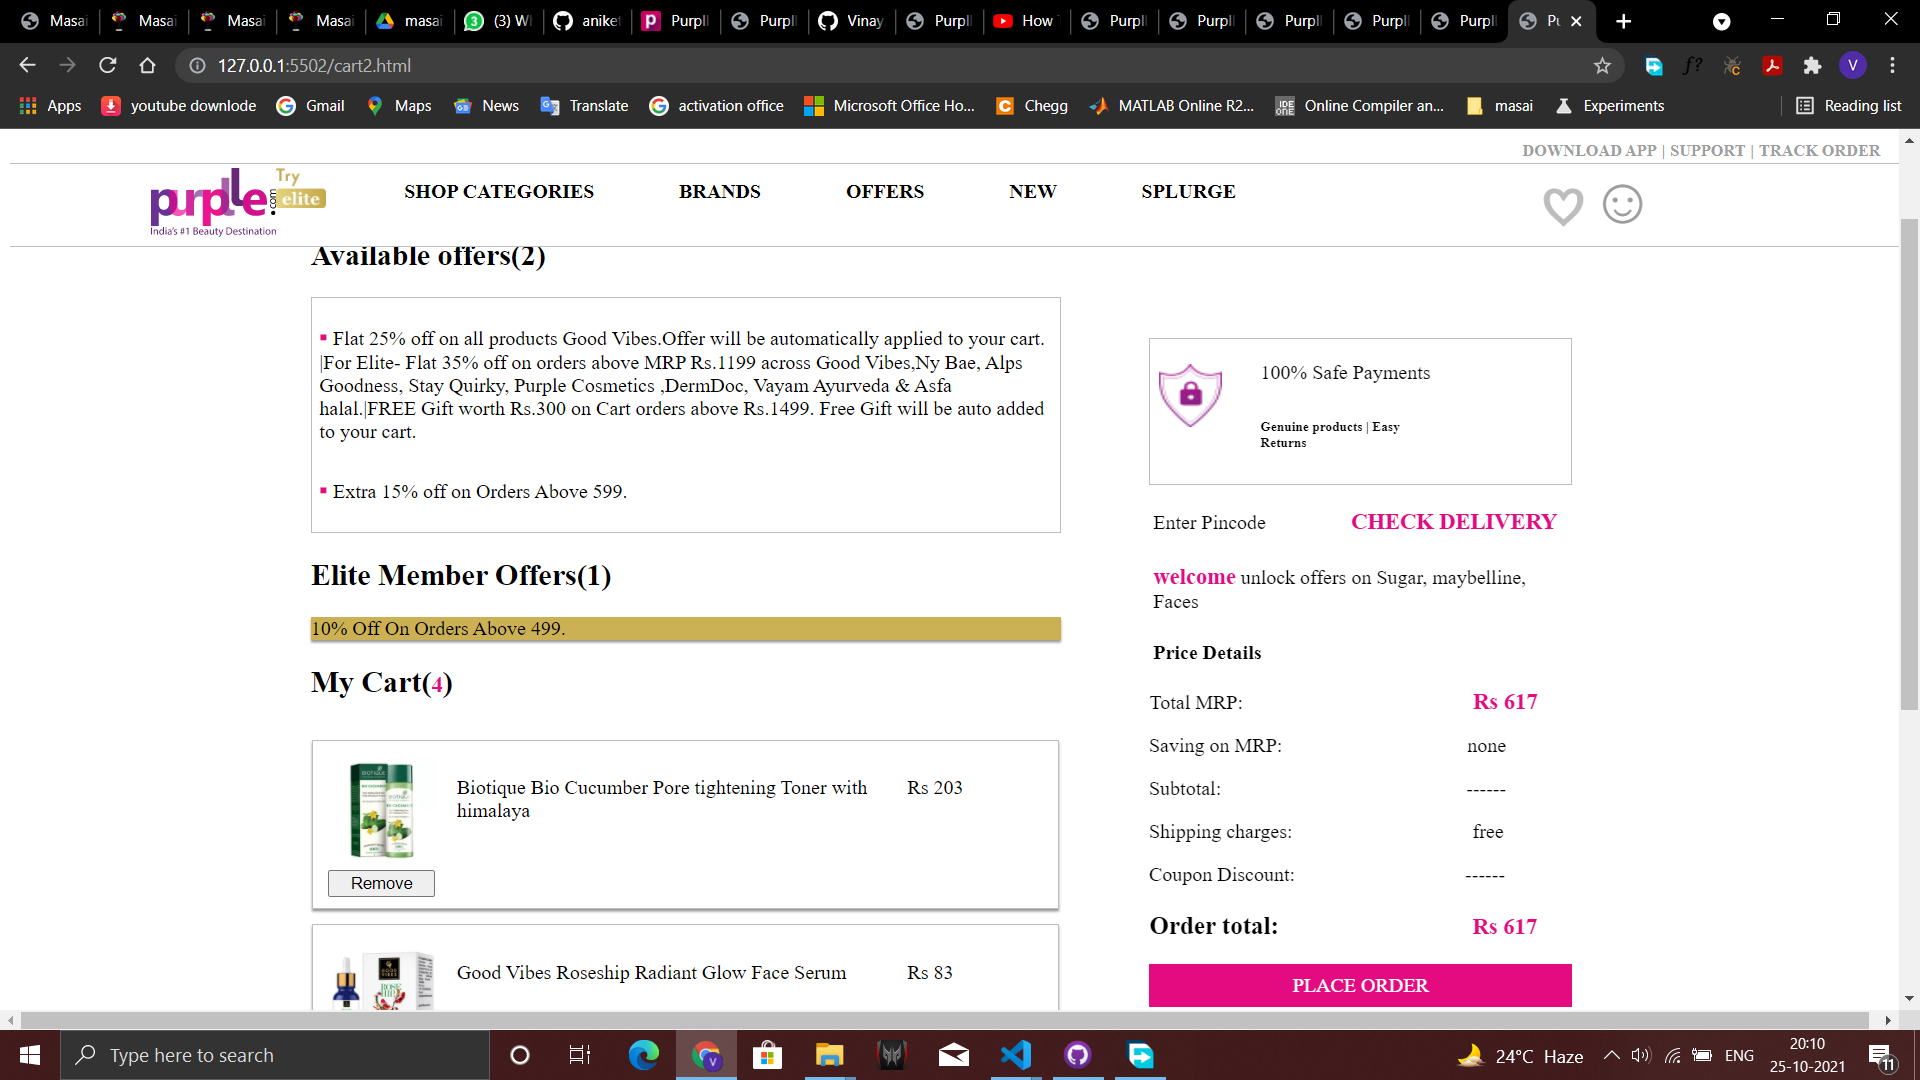 Masai
Masai
Masai
Masai
masai
(3) W
anike
Purpl
Purpl
Vinay
Purpl
How
Purpl
Purpl
Purpl
Purpl
Purpl
Pu
127.0.0.1:5502/cart2.html
V
Apps
youtube downlode
Gmail
Maps
News
Translate
activation office
Microsoft Office Ho...
Chegg
MATLAB Online R2...
Online Compiler an...
masai
Experiments
Reading list
DOWNLOAD APP | SUPPORT | TRACK ORDER
purplle.com
Try
elite
India's #1 Beauty Destination
SHOP CATEGORIES
BRANDS
OFFERS
NEW
SPLURGE
Available offers(2)
Flat 25% off on all products Good Vibes.Offer will be automatically applied to your cart.
|For Elite- Flat 35% off on orders above MRP Rs.1199 across Good Vibes,Ny Bae, Alps
Goodness, Stay Quirky, Purple Cosmetics ,DermDoc, Vayam Ayurveda & Asfa
halal.|FREE Gift worth Rs.300 on Cart orders above Rs.1499. Free Gift will be auto added
to your cart.
Extra 15% off on Orders Above 599.
Elite Member Offers(1)
10% Off On Orders Above 499.
My Cart(4)
BIOTIQUE
Biotique Bio Cucumber Pore tightening Toner with
himalaya
Rs 203
Remove
Good Vibes Roseship Radiant Glow Face Serum
Rs 83
100% Safe Payments
Genuine products | Easy
Returns
Enter Pincode
CHECK DELIVERY
welcome unlock offers on Sugar, maybelline,
Faces
Price Details
Total MRP: Rs 617
Saving on MRP: none
Subtotal: ------
Shipping charges: free
Coupon Discount: ------
Order total: Rs 617
PLACE ORDER
Type here to search
24°C Haze
ENG
20:10
25-10-2021
11